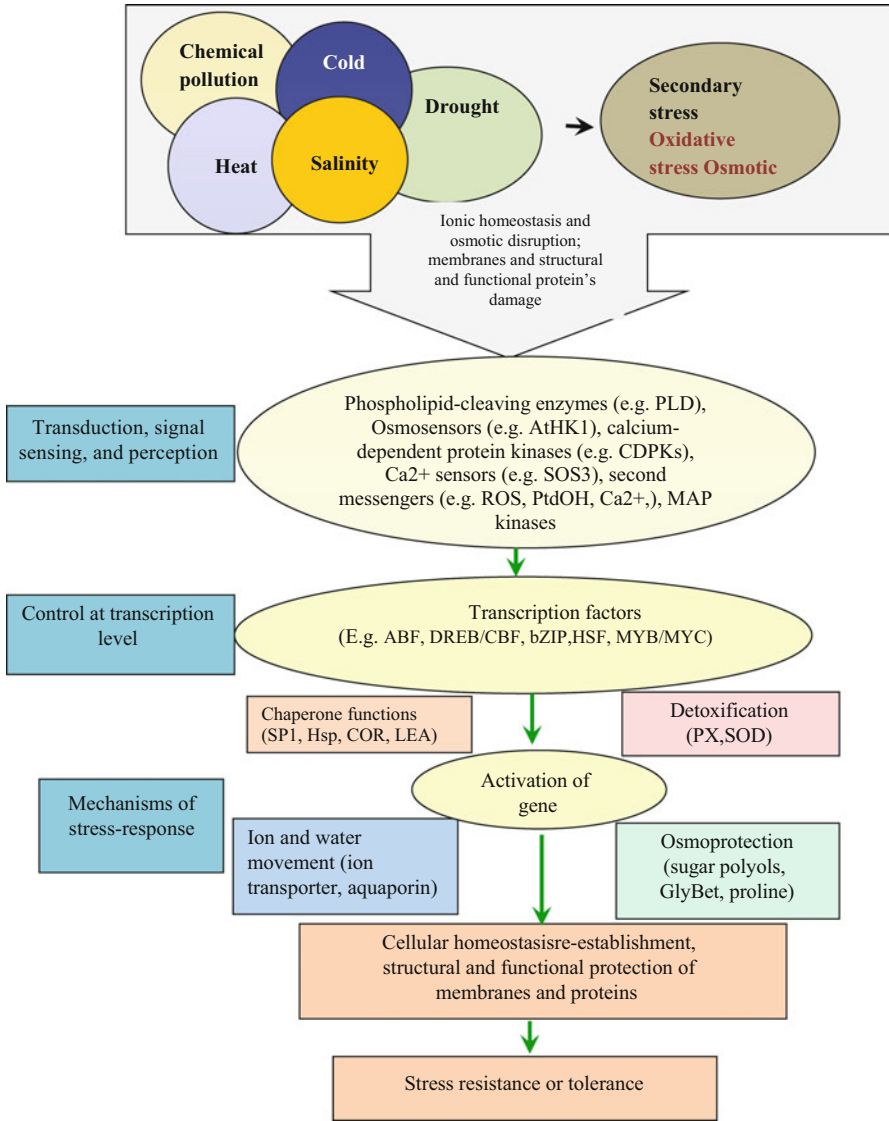 Chemical
pollution
Cold
Drought
Heat
Salinity
Secondary
stress
Oxidative
stress Osmotic
Ionic homeostasis and
osmotic disruption;
membranes and structural
and functional protein's
damage
Transduction, signal
sensing, and perception
Phospholipid-cleaving enzymes (e.g. PLD),
Osmosensors (e.g. AtHK1), calcium-
dependent protein kinases (e.g. CDPKs),
Ca2+ sensors (e.g. SOS3), second
messengers (e.g. ROS, PtdOH, Ca2+,), MAP
kinases
Control at transcription
level
Transcription factors
(E.g. ABF, DREB/CBF, bZIP,HSF, MYB/MYC)
Chaperone functions
(SP1, Hsp, COR, LEA)
Detoxification
(PX,SOD)
Activation of
gene
Mechanisms of
stress-response
Ion and water
movement (ion
transporter, aquaporin)
Osmoprotection
(sugar polyols,
GlyBet, proline)
Cellular homeostasisre-establishment,
structural and functional protection of
membranes and proteins
Stress resistance or tolerance